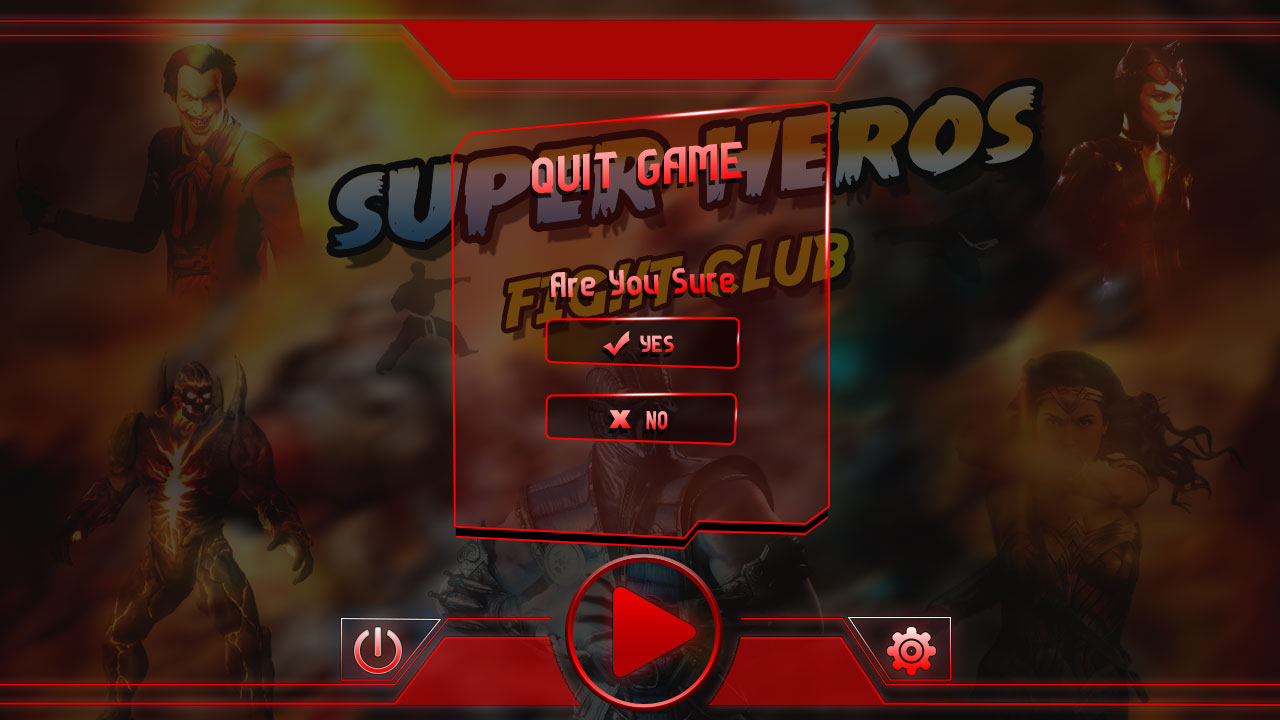 SUPER HEROS
FIGHT CLUB
QUIT GAME
Are You Sure
YES
NO